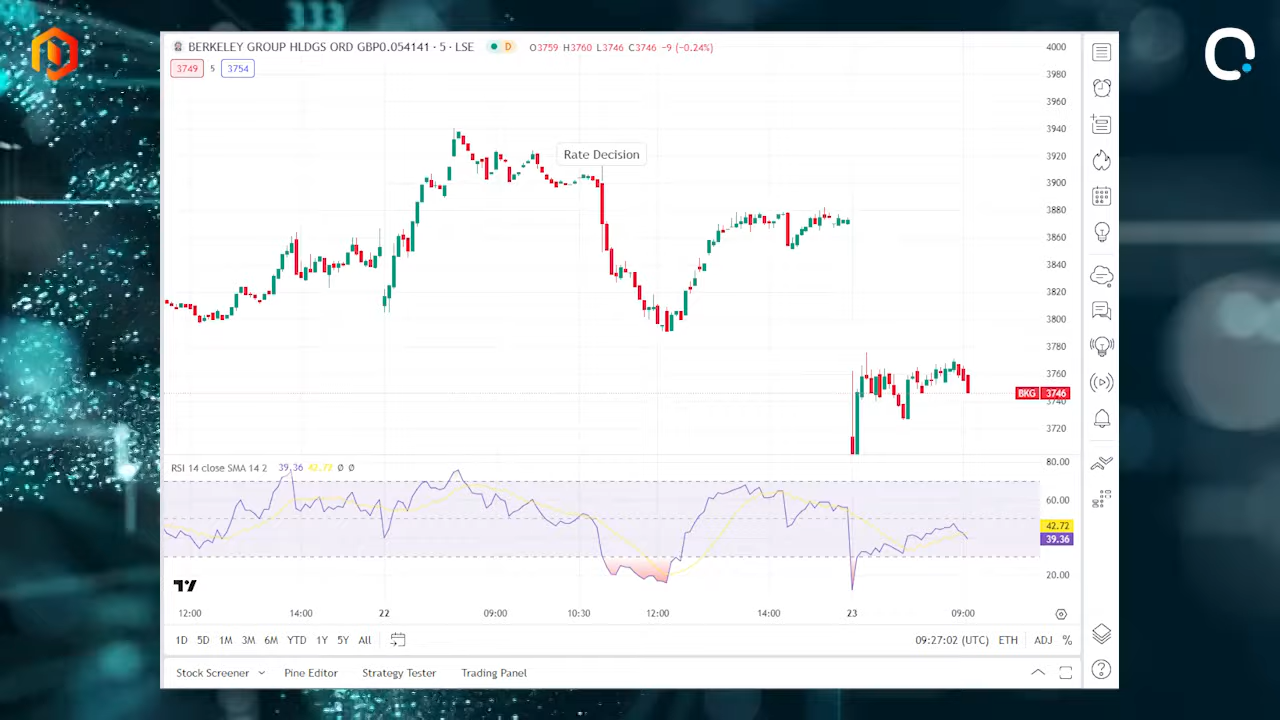 BERKELEY GROUP HLDGS ORD GBP0.054141 · 5 · LSE D O3759 H3760 L3746 C3746 -9 (-0.24%)
3749 5 3754
4000
3980
3960
3940
3920
3900
3880
3860
3840
3820
3800
3780
3760
3740
3720
Rate Decision
BKG 3746
RSI 14 close SMA 14 2 39.36 42.72 Ø Ø
80.00
60.00
42.72
39.36
20.00
12:00 14:00 22 09:00 10:30 12:00 14:00 23 09:00
1D 5D 1M 3M 6M YTD 1Y 5Y All 09:27:02 (UTC) ETH ADJ %
Stock Screener Pine Editor Strategy Tester Trading Panel